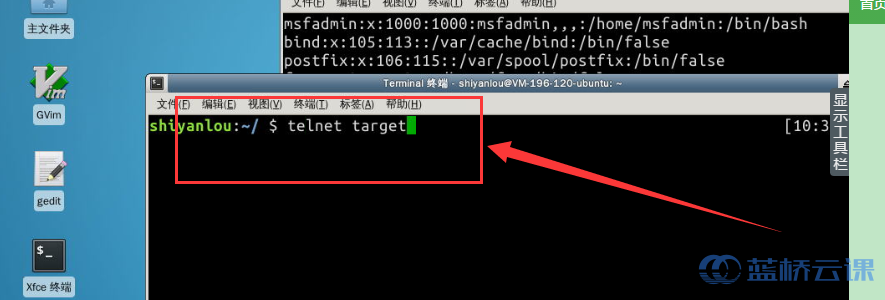 主文件夹
GVim
gedit
Xfce 终端
编辑(E) 视图(V) 终端(T) 标签(A) 帮助(H)
msfadmin:x:1000:1000:msfadmin,,,:/home/msfadmin:/bin/bash
bind:x:105:113::/var/cache/bind:/bin/false
postfix:x:106:115::/var/spool/postfix:/bin/false
Terminal 终端 - shiyanlou@VM-196-120-ubuntu: ~
文件(F) 编辑(E) 视图(V) 终端(T) 标签(A) 帮助(H)
shiyanlou:~/ $ telnet target
[10:3
显示工具栏
首页
蓝桥云课